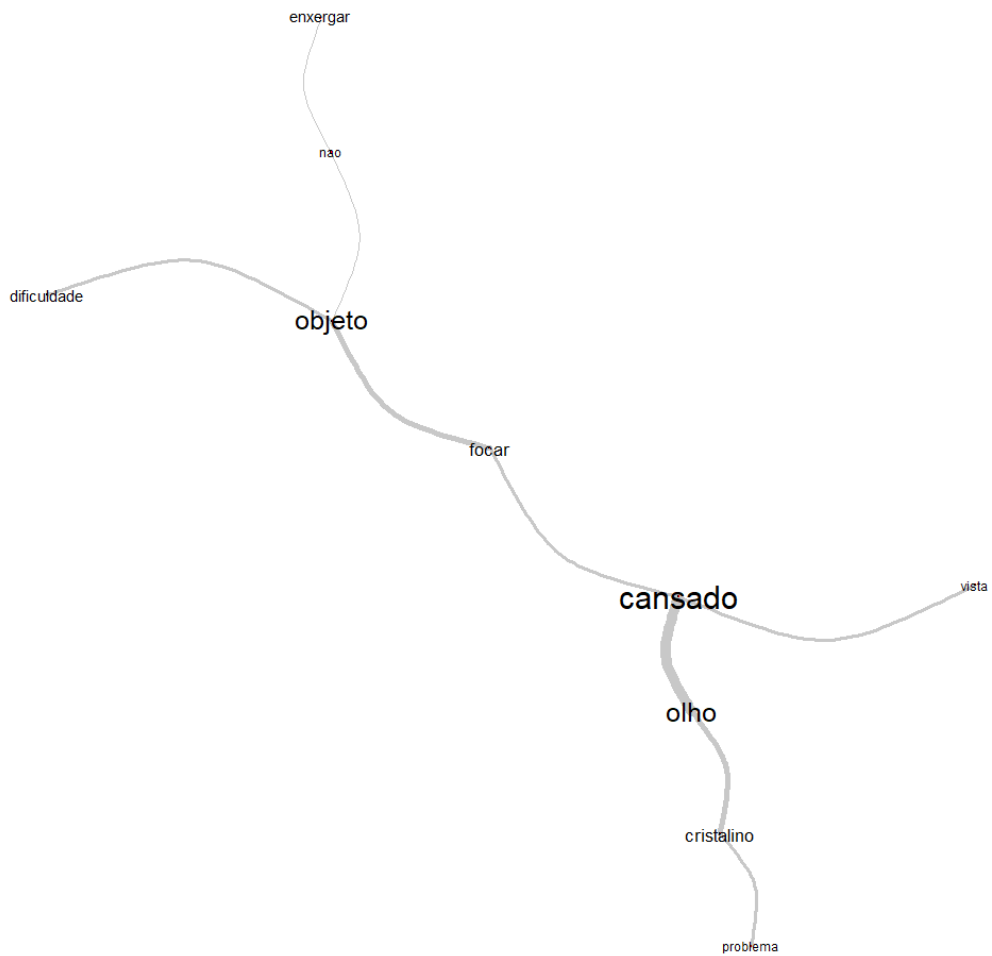 enxergar
nao
dificuldade
objeto
focar
vista
cansado
olho
cristalino
problema